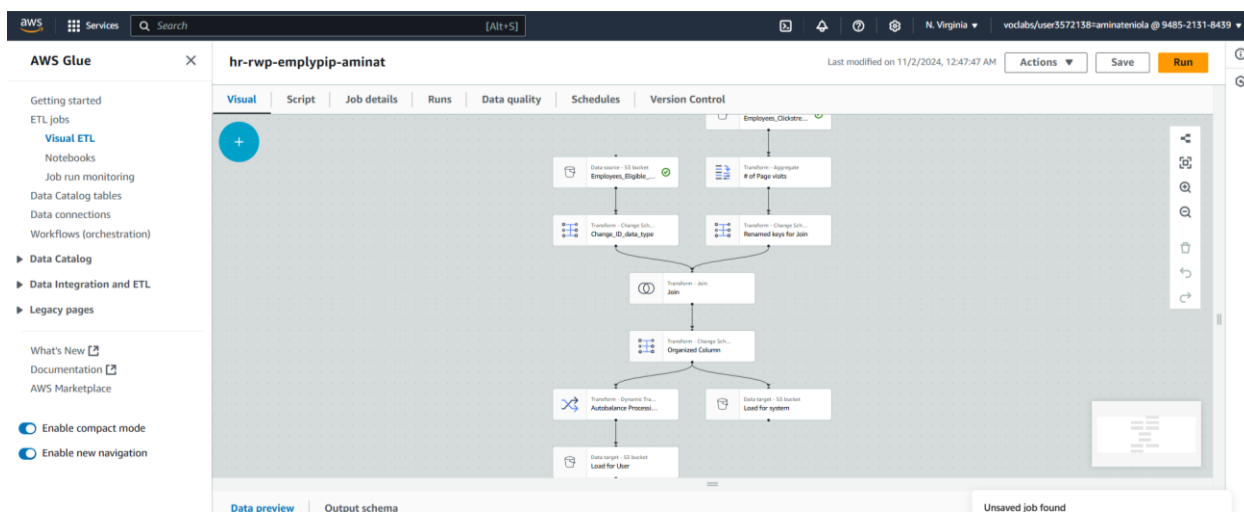 aws Services Search [Alt+S] N. Virginia voclabs/user3572138=aminateniola @ 9485-2131-8439
AWS Glue
Getting started
ETL jobs
Visual ETL
Notebooks
Job run monitoring
Data Catalog tables
Data connections
Workflows (orchestration)
Data Catalog
Data Integration and ETL
Legacy pages
What's New
Documentation
AWS Marketplace
Enable compact mode
Enable new navigation
hr-rwp-emplypip-aminat
Last modified on 11/2/2024, 12:47:47 AM Actions Save Run
Visual Script Job details Runs Data quality Schedules Version Control
Employees_Clickstre...
Data source - S3 bucket
Employees_Eligible_...
Transform - Aggregate
# of Page visits
Transform - Change Sch...
Change_ID_data_type
Transform - Change Sch...
Renamed keys for Join
Transform - Join
Join
Transform - Change Sch...
Organized Column
Transform - Dynamic Tra...
Autobalance Processi...
Data target - S3 bucket
Load for system
Data target - S3 bucket
Load for User
Data preview Output schema
Unsaved job found